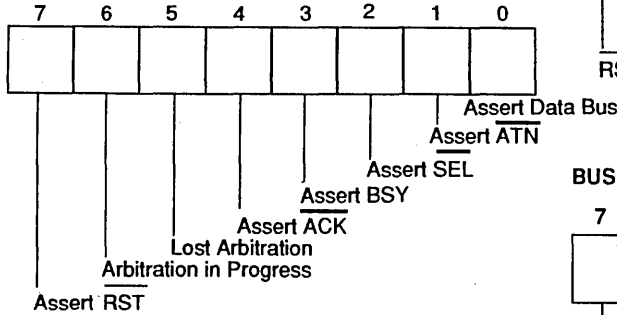 7 6 5 4 3 2 1 0
Assert Data Bus
Assert ATN
Assert SEL
Assert BSY
Assert ACK
Lost Arbitration
Arbitration in Progress
Assert RST
BUS
7